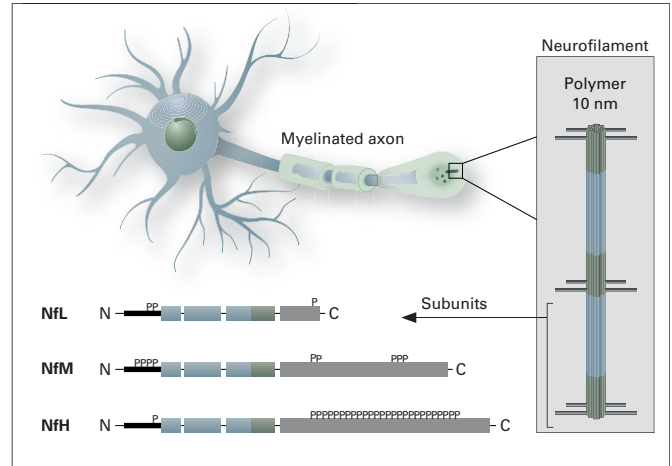 Neurofilament
Polymer
10 nm
Myelinated axon
Subunits
NfL N PP P C
NfM N PPPP PP PPP C
NfH N P PPPPPPPPPPPPPPPPPPPPPPPPP C